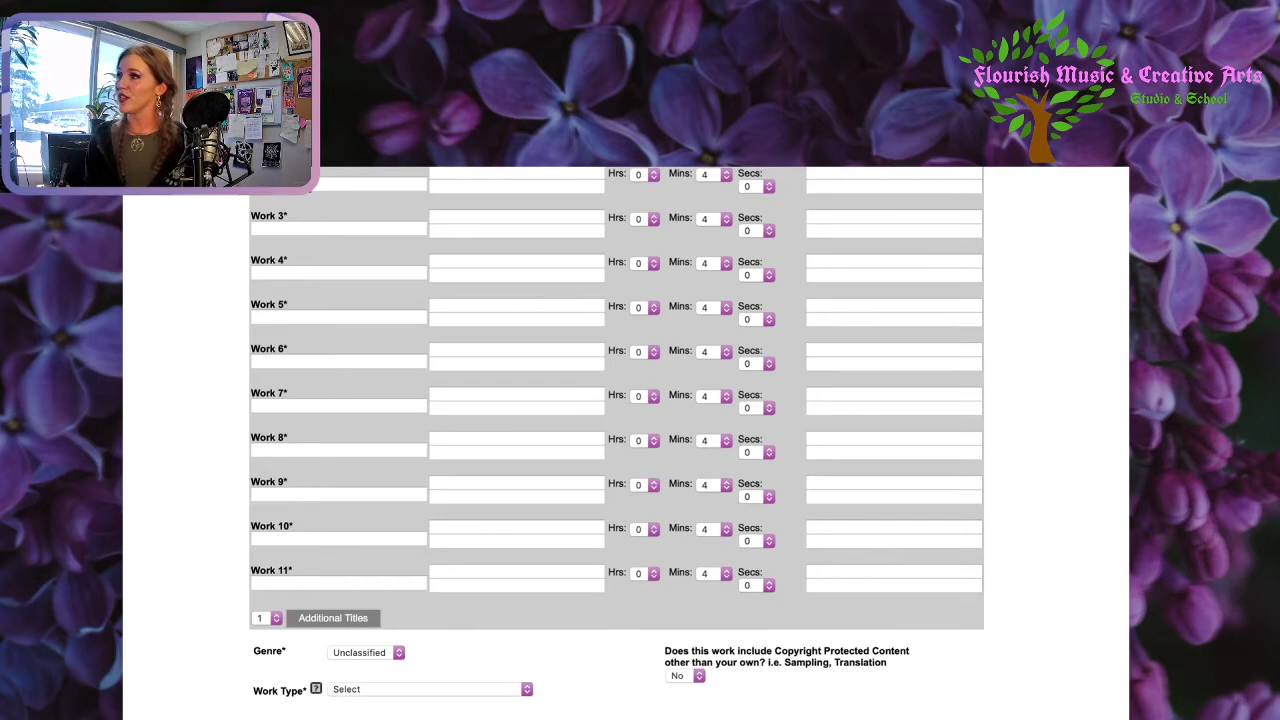 Flourish Music & Creative Arts
Studio & School
Hrs: 0 Mins: 4 Secs: 0
Work 3* Hrs: 0 Mins: 4 Secs: 0
Work 4* Hrs: 0 Mins: 4 Secs: 0
Work 5* Hrs: 0 Mins: 4 Secs: 0
Work 6* Hrs: 0 Mins: 4 Secs: 0
Work 7* Hrs: 0 Mins: 4 Secs: 0
Work 8* Hrs: 0 Mins: 4 Secs: 0
Work 9* Hrs: 0 Mins: 4 Secs: 0
Work 10* Hrs: 0 Mins: 4 Secs: 0
Work 11* Hrs: 0 Mins: 4 Secs: 0
1 Additional Titles
Genre* Unclassified
Does this work include Copyright Protected Content
other than your own? i.e. Sampling, Translation
No
Work Type* ? Select